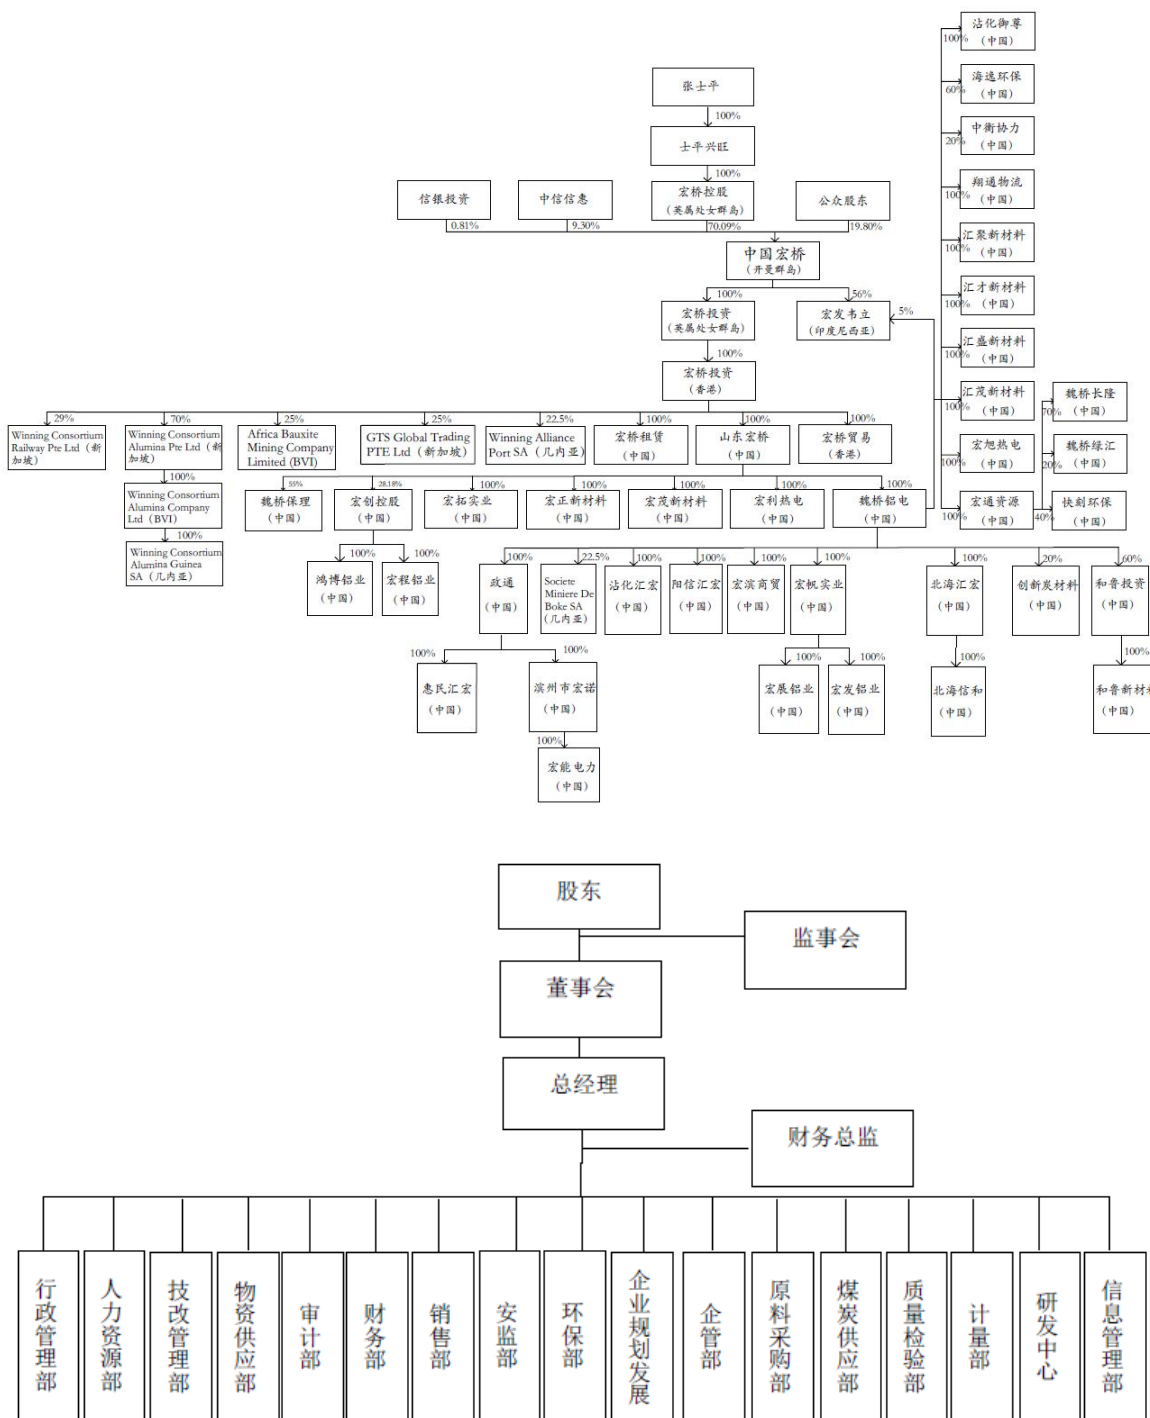 沾化御尊
（中国）
100%
海逸环保
（中国）
60%
张士平
100%
中衡协力
（中国）
20%
士平兴旺
100%
翔通物流
（中国）
100%
信银投资
中信信惠
宏桥控股
（英属处女群岛）
公众股东
0.81%
9.30%
70.09%
19.80%
汇聚新材料
（中国）
100%
中国宏桥
（开曼群岛）
100%
56%
5%
汇才新材料
（中国）
100%
宏桥投资
（英属处女群岛）
宏发韦立
（印度尼西亚）
汇盛新材料
（中国）
100%
100%
宏桥投资
（香港）
汇茂新材料
（中国）
100%
魏桥长隆
（中国）
70%
29%
70%
25%
25%
22.5%
100%
100%
100%
Winning Consortium
Railway Pte Ltd（新
加坡）
Winning Consortium
Alumina Pte Ltd（新
加坡）
Africa Bauxite
Mining Company
Limited (BVI)
GTS Global Trading
PTE Ltd（新加坡）
Winning Alliance
Port SA（几内亚）
宏桥租赁
（中国）
山东宏桥
（中国）
宏桥贸易
（香港）
宏旭热电
（中国）
100%
魏桥绿汇
（中国）
20%
100%
55%
28.18%
100%
100%
100%
100%
100%
Winning Consortium
Alumina Company
Ltd（BVI）
魏桥保理
（中国）
宏创控股
（中国）
宏拓实业
（中国）
宏正新材料
（中国）
宏茂新材料
（中国）
宏利热电
（中国）
魏桥铝电
（中国）
宏通资源
（中国）
100%
快刻环保
（中国）
40%
100%
Winning Consortium
Alumina Guinea
SA（几内亚）
100%
100%
鸿博铝业
（中国）
宏程铝业
（中国）
100%
22.5%
100%
100%
100%
100%
100%
20%
60%
政通
（中国）
Societe
Miniere De
Boke SA
（几内亚）
沾化汇宏
（中国）
阳信汇宏
（中国）
宏滨商贸
（中国）
宏帆实业
（中国）
北海汇宏
（中国）
创新炭材料
（中国）
和鲁投资
（中国）
100%
100%
100%
100%
100%
100%
惠民汇宏
（中国）
滨州市宏诺
（中国）
宏展铝业
（中国）
宏发铝业
（中国）
北海信和
（中国）
和鲁新材料
（中国）
100%
宏能电力
（中国）
股东
监事会
董事会
总经理
财务总监
行政管理部
人力资源部
技改管理部
物资供应部
审计部
财务部
销售部
安监部
环保部
企业规划发展
企管部
原料采购部
煤炭供应部
质量检验部
计量部
研发中心
信息管理部